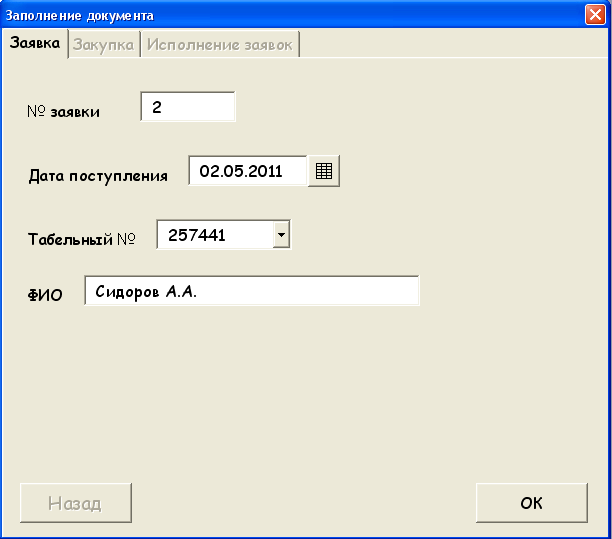 Заполнение документа
Заявка Закупка Исполнение заявок
№ заявки 2
Дата поступления 02.05.2011
Табельный № 257441
ФИО Сидоров А.А.
Назад ОК